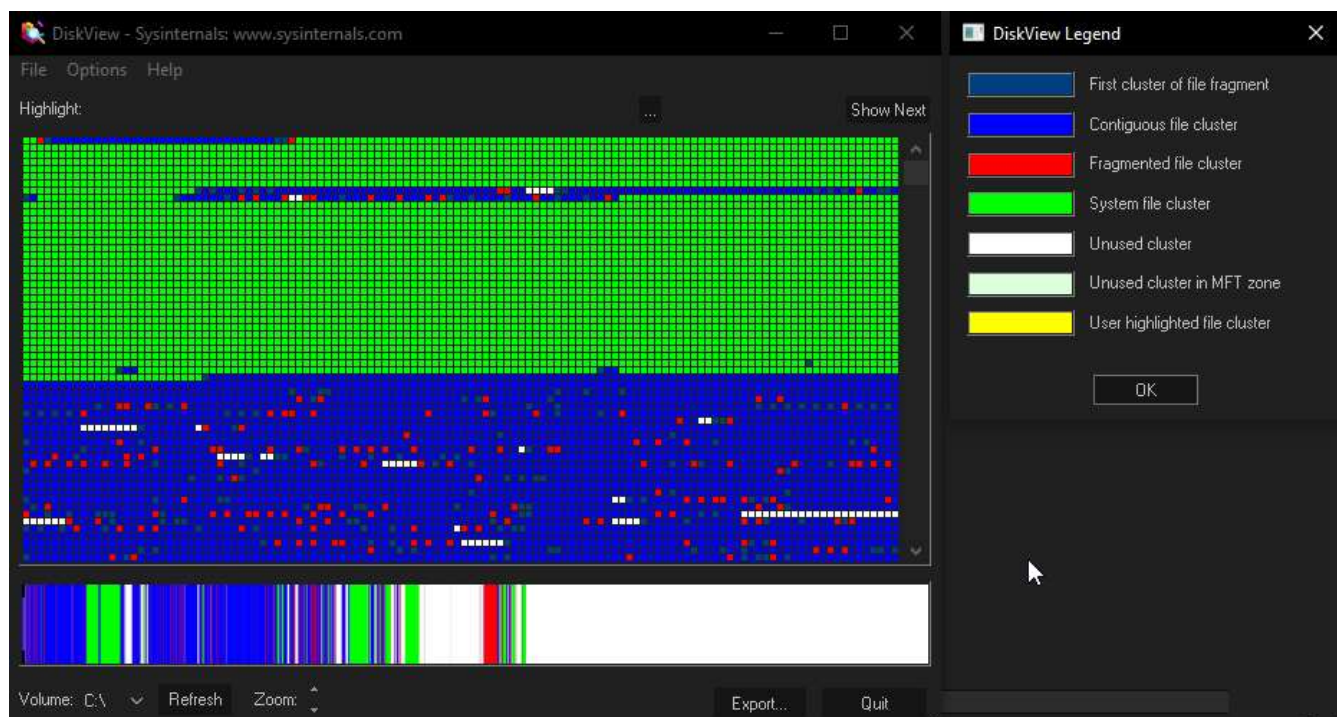 DiskView - Sysinternals: www.sysinternals.com
File Options Help
Highlight:
...
Show Next
Volume: C:\
Refresh
Zoom:
Export...
Quit
DiskView Legend
First cluster of file fragment
Contiguous file cluster
Fragmented file cluster
System file cluster
Unused cluster
Unused cluster in MFT zone
User highlighted file cluster
OK